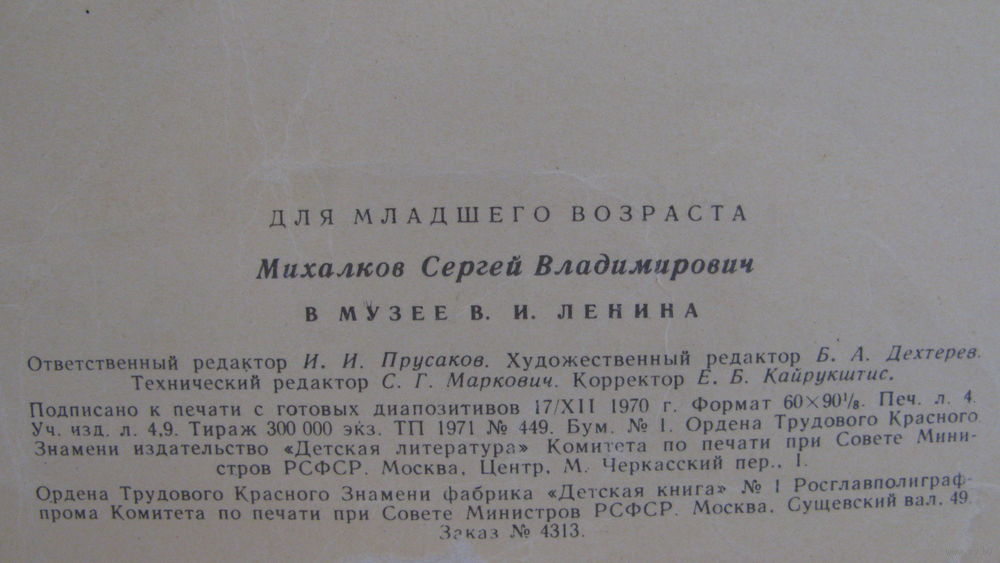 ДЛЯ МЛАДШЕГО ВОЗРАСТА
Михалков Сергей Владимирович
В МУЗЕЕ В. И. ЛЕНИНА
Ответственный редактор И. И. Прусаков. Художественный редактор Б. А. Дехтерев.
Технический редактор С. Г. Маркович. Корректор Е. Б. Кайрукштис.
Подписано к печати с готовых диапозитивов 17/XII 1970 г. Формат 60×90⅛. Печ. л. 4.
Уч. изд. л. 4,9. Тираж 300 000 экз. ТП 1971 № 449. Бум. № 1. Ордена Трудового Красного
Знамени издательство «Детская литература» Комитета по печати при Совете Мини-
стров РСФСР. Москва, Центр, М. Черкасский пер., 1.
Ордена Трудового Красного Знамени фабрика «Детская книга» № 1 Росглавполиграф-
прома Комитета по печати при Совете Министров РСФСР. Москва, Сущевский вал. 49.
Заказ № 4313.